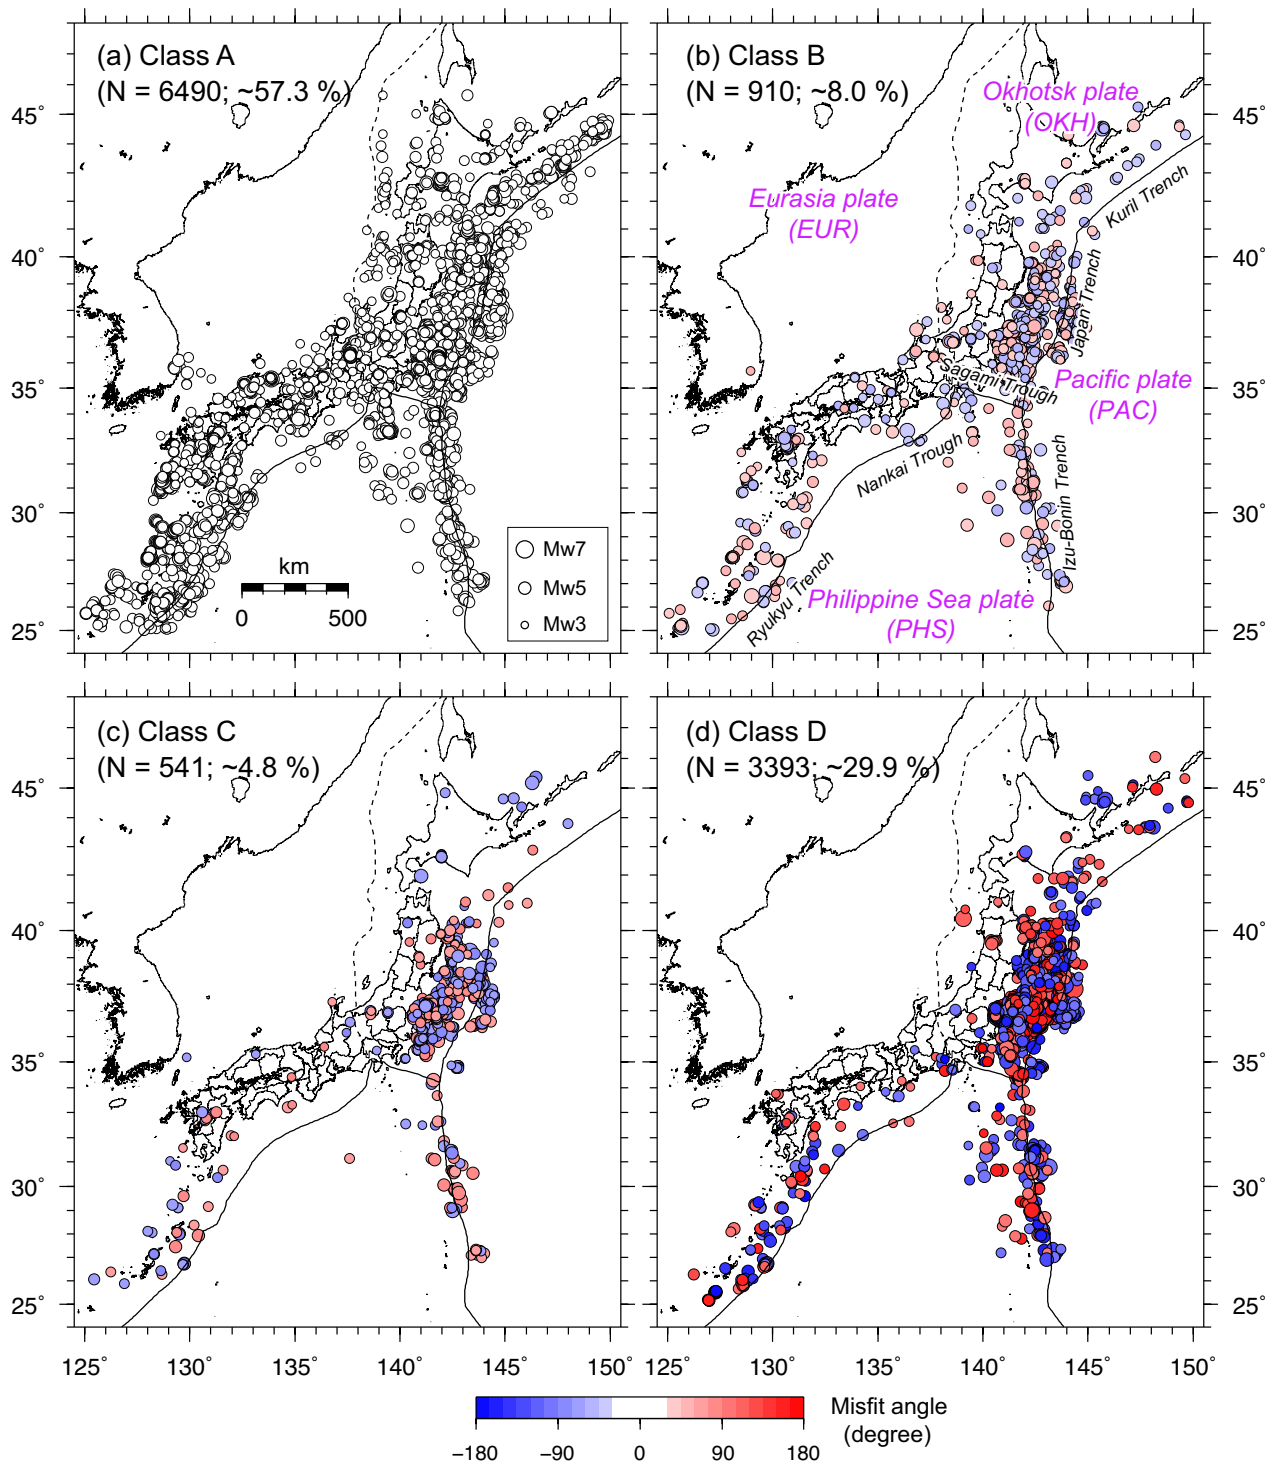 (a) Class A
(N = 6490; ~57.3 %)
45°
40°
35°
30°
25°
km
0 500
Mw7
Mw5
Mw3
(b) Class B
(N = 910; ~8.0 %)
Okhotsk plate
(OKH)
Eurasia plate
(EUR)
Kuril Trench
Japan Trench
Sagami Trough
Pacific plate
(PAC)
Nankai Trough
Izu-Bonin Trench
Ryukyu Trench
Philippine Sea plate
(PHS)
45°
40°
35°
30°
25°
(c) Class C
(N = 541; ~4.8 %)
45°
40°
35°
30°
25°
125° 130° 135° 140° 145° 150°
(d) Class D
(N = 3393; ~29.9 %)
45°
40°
35°
30°
25°
125° 130° 135° 140° 145° 150°
−180 −90 0 90 180
Misfit angle
(degree)